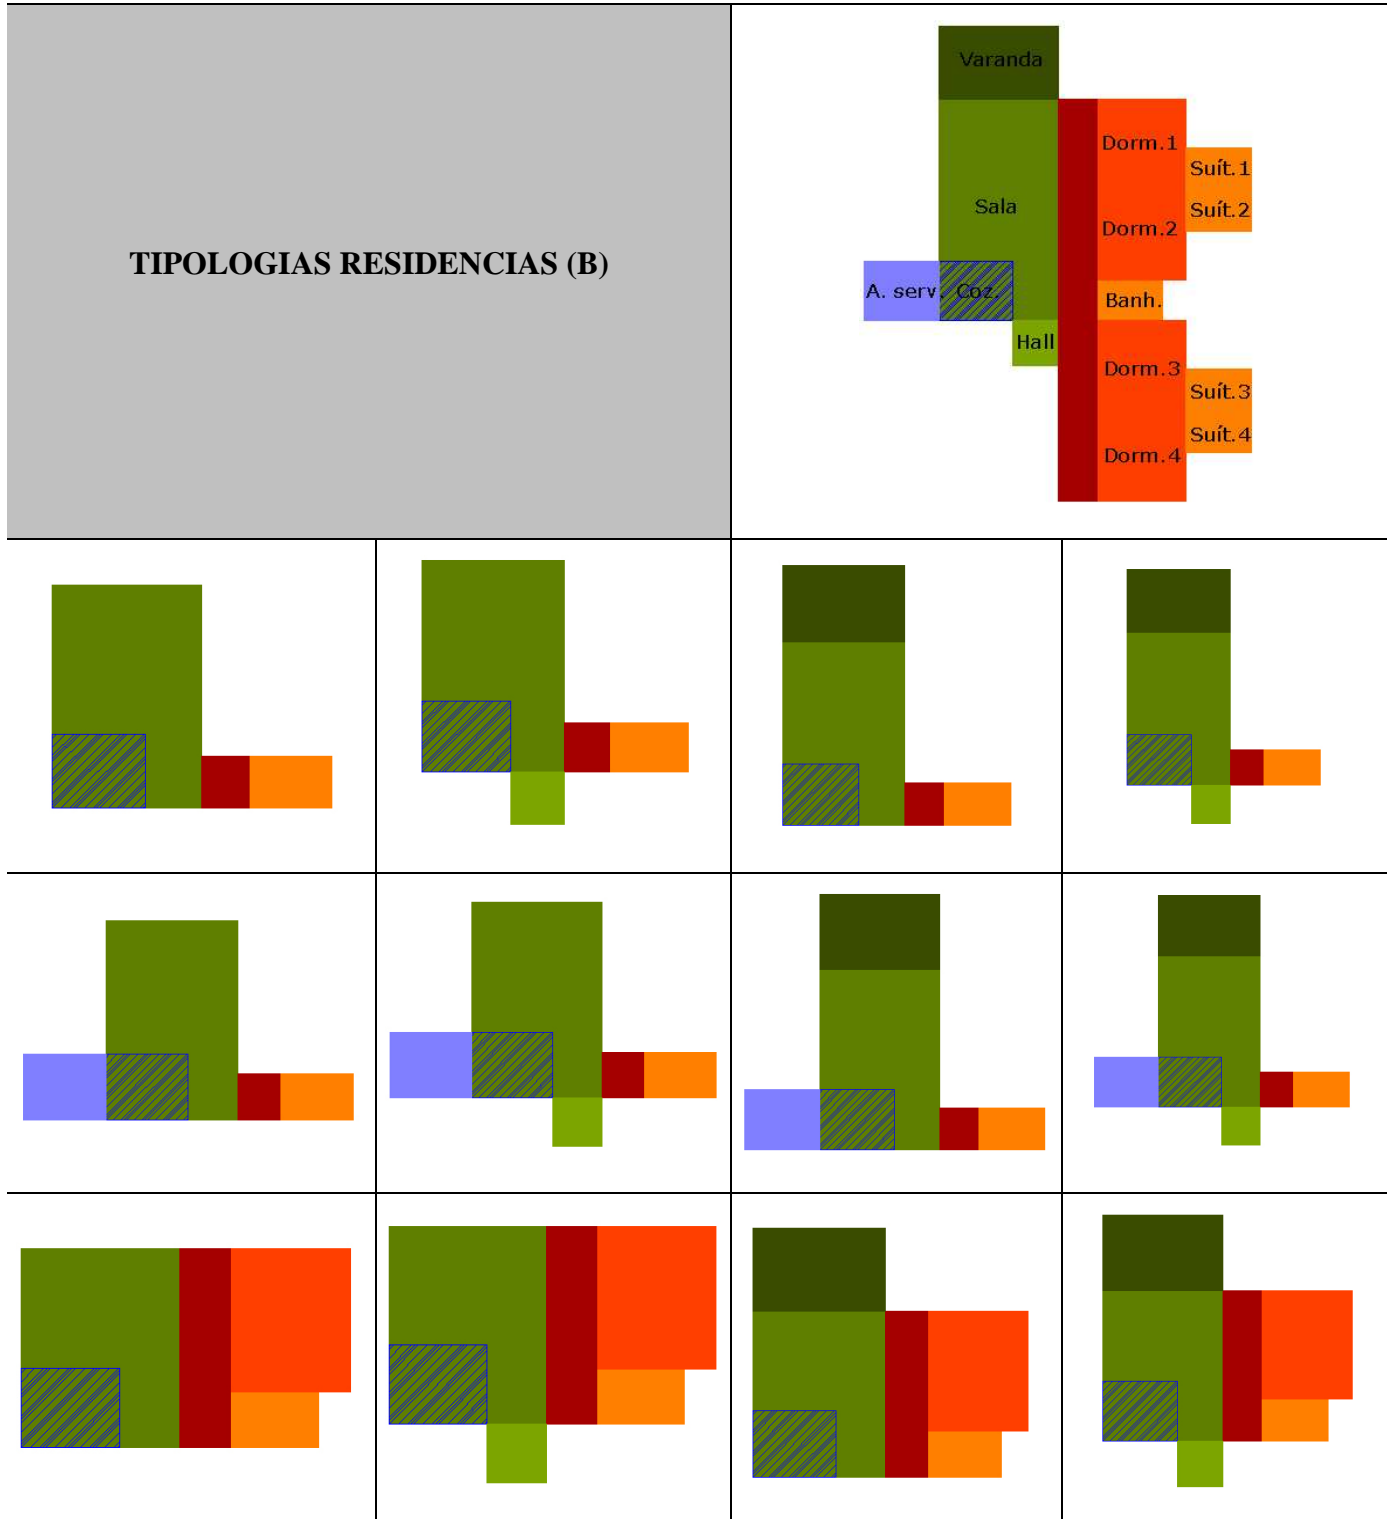 TIPOLOGIAS RESIDENCIAS (B)
Varanda
Dorm.1
Suít.1
Sala
Suít.2
Dorm.2
A. serv. Coz.
Banh.
Hall
Dorm.3
Suít.3
Suít.4
Dorm.4